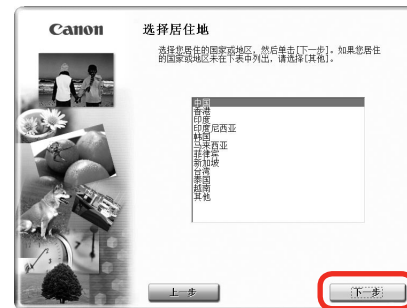 Canon
选择居住地
选择您居住的国家或地区，然后单击[下一步]。如果您居住
的国家或地区未在下表中列出，请选择[其他]。
中国
香港
印度
印度尼西亚
韩国
马来西亚
菲律宾
新加坡
台湾
泰国
越南
其他
上一步
下一步